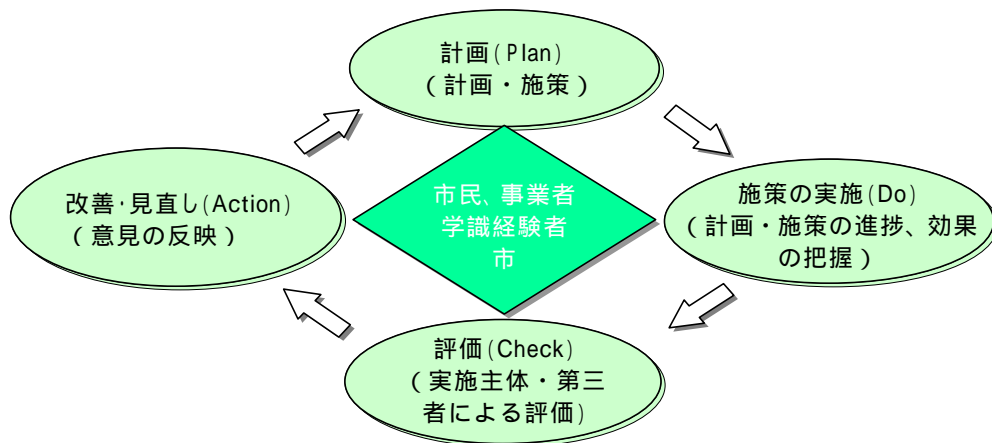 計画(Plan)
(計画・施策)
市民、事業者
学識経験者
市
施策の実施(Do)
(計画・施策の進捗、効果
の把握)
評価(Check)
(実施主体・第三
者による評価)
改善・見直し(Action)
(意見の反映)